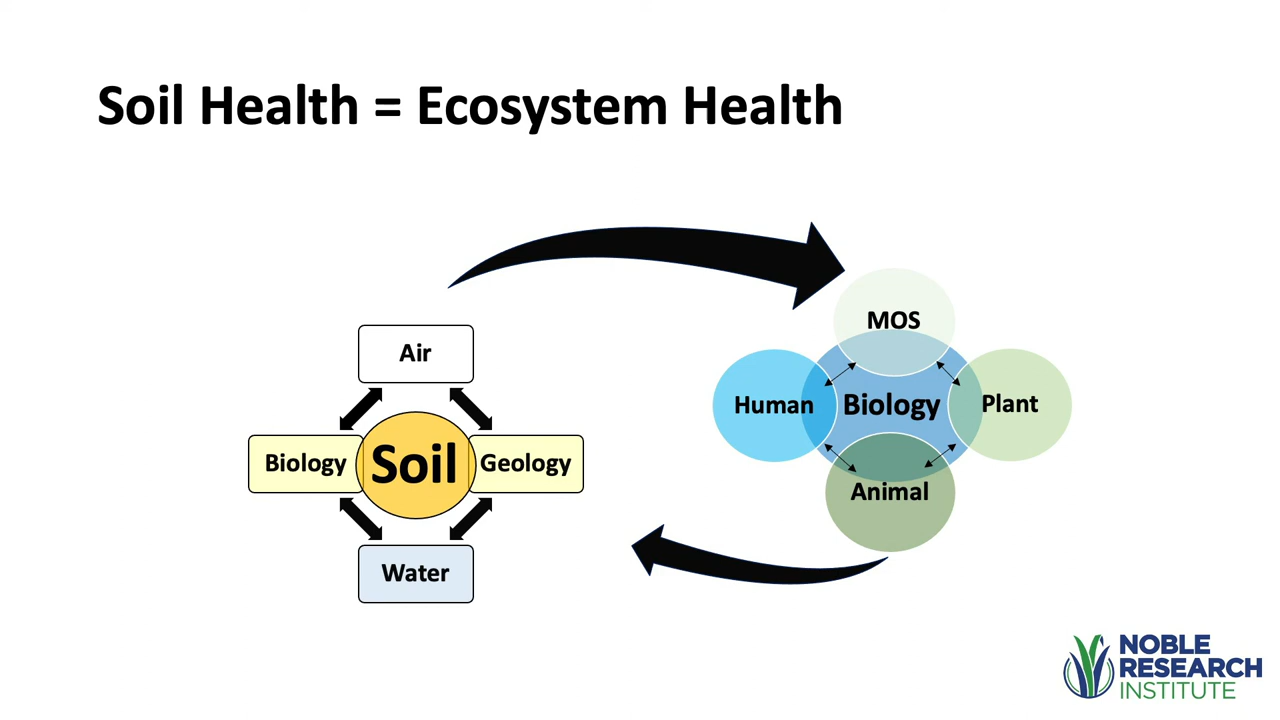 Soil Health = Ecosystem Health
Air
Biology
Soil
Geology
Water
MOS
Human
Biology
Plant
Animal
NOBLE
RESEARCH
INSTITUTE